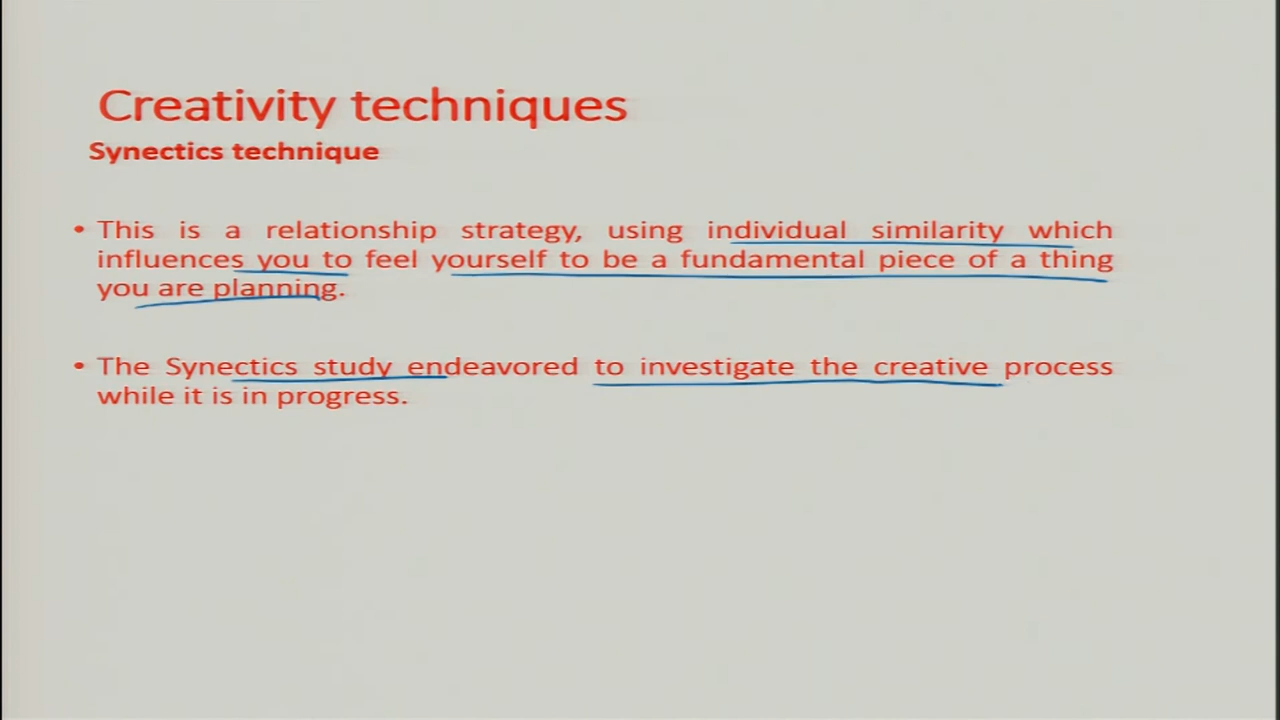 Creativity techniques
Synectics technique
• This is a relationship strategy, using individual similarity which
influences you to feel yourself to be a fundamental piece of a thing
you are planning.
• The Synectics study endeavored to investigate the creative process
while it is in progress.